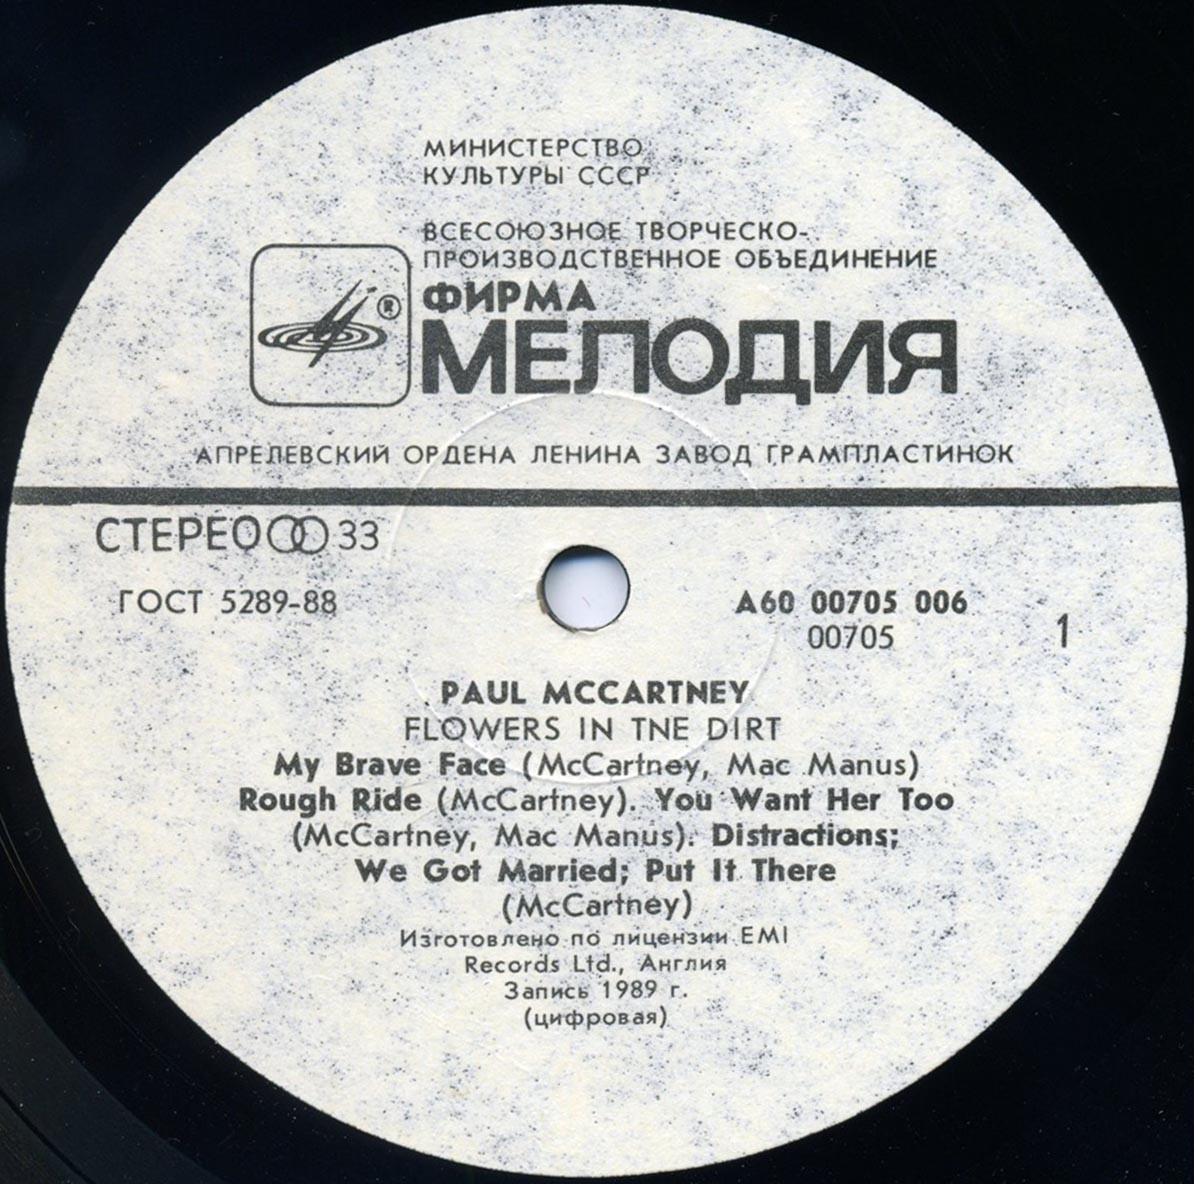 МИНИСТЕРСТВО
КУЛЬТУРЫ СССР
ВСЕСОЮЗНОЕ ТВОРЧЕСКО-
ПРОИЗВОДСТВЕННОЕ ОБЪЕДИНЕНИЕ
ФИРМА
®
МЕЛОДИЯ
АПРЕЛЕВСКИЙ ОРДЕНА ЛЕНИНА ЗАВОД ГРАМПЛАСТИНОК
СТЕРЕО 33
ГОСТ 5289-88
А60 00705 006
00705
1
PAUL MCCARTNEY
FLOWERS IN TNE DIRT
My Brave Face (McCartney, Mac Manus)
Rough Ride (McCartney). You Want Her Too
(McCartney, Mac Manus). Distractions;
We Got Married; Put It There
(McCartney)
Изготовлено по лицензии EMI
Records Ltd., Англия
Запись 1989 г.
(цифровая)